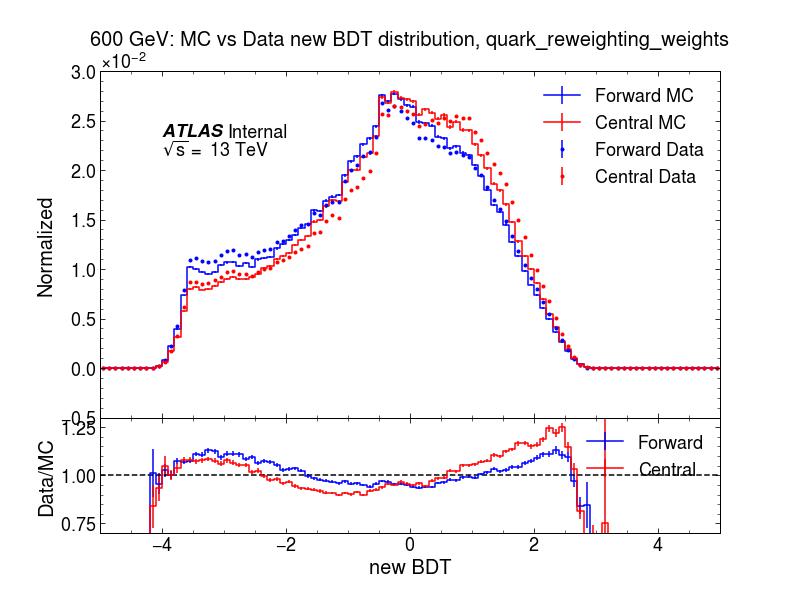 600 GeV: MC vs Data new BDT distribution, quark_reweighting_weights
×10⁻²
3.0
2.5
2.0
1.5
1.0
0.5
0.0
−0.5
Normalized
ATLAS Internal
√s = 13 TeV
Forward MC
Central MC
Forward Data
Central Data
1.25
1.00
0.75
Data/MC
Forward
Central
−4 −2 0 2 4
new BDT